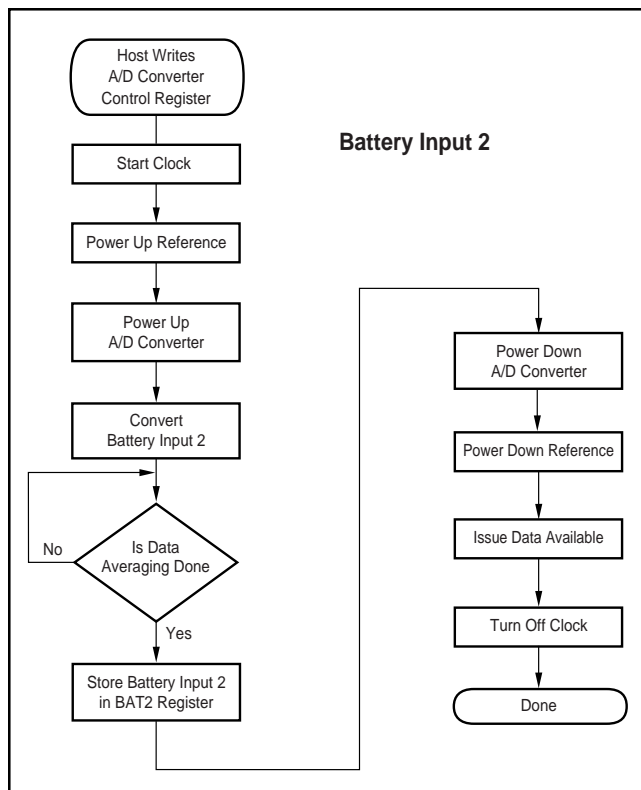 Host Writes
A/D Converter
Control Register
Battery Input 2
Start Clock
Power Up Reference
Power Up
A/D Converter
Convert
Battery Input 2
No
Is Data
Averaging Done
Yes
Store Battery Input 2
in BAT2 Register
Power Down
A/D Converter
Power Down Reference
Issue Data Available
Turn Off Clock
Done